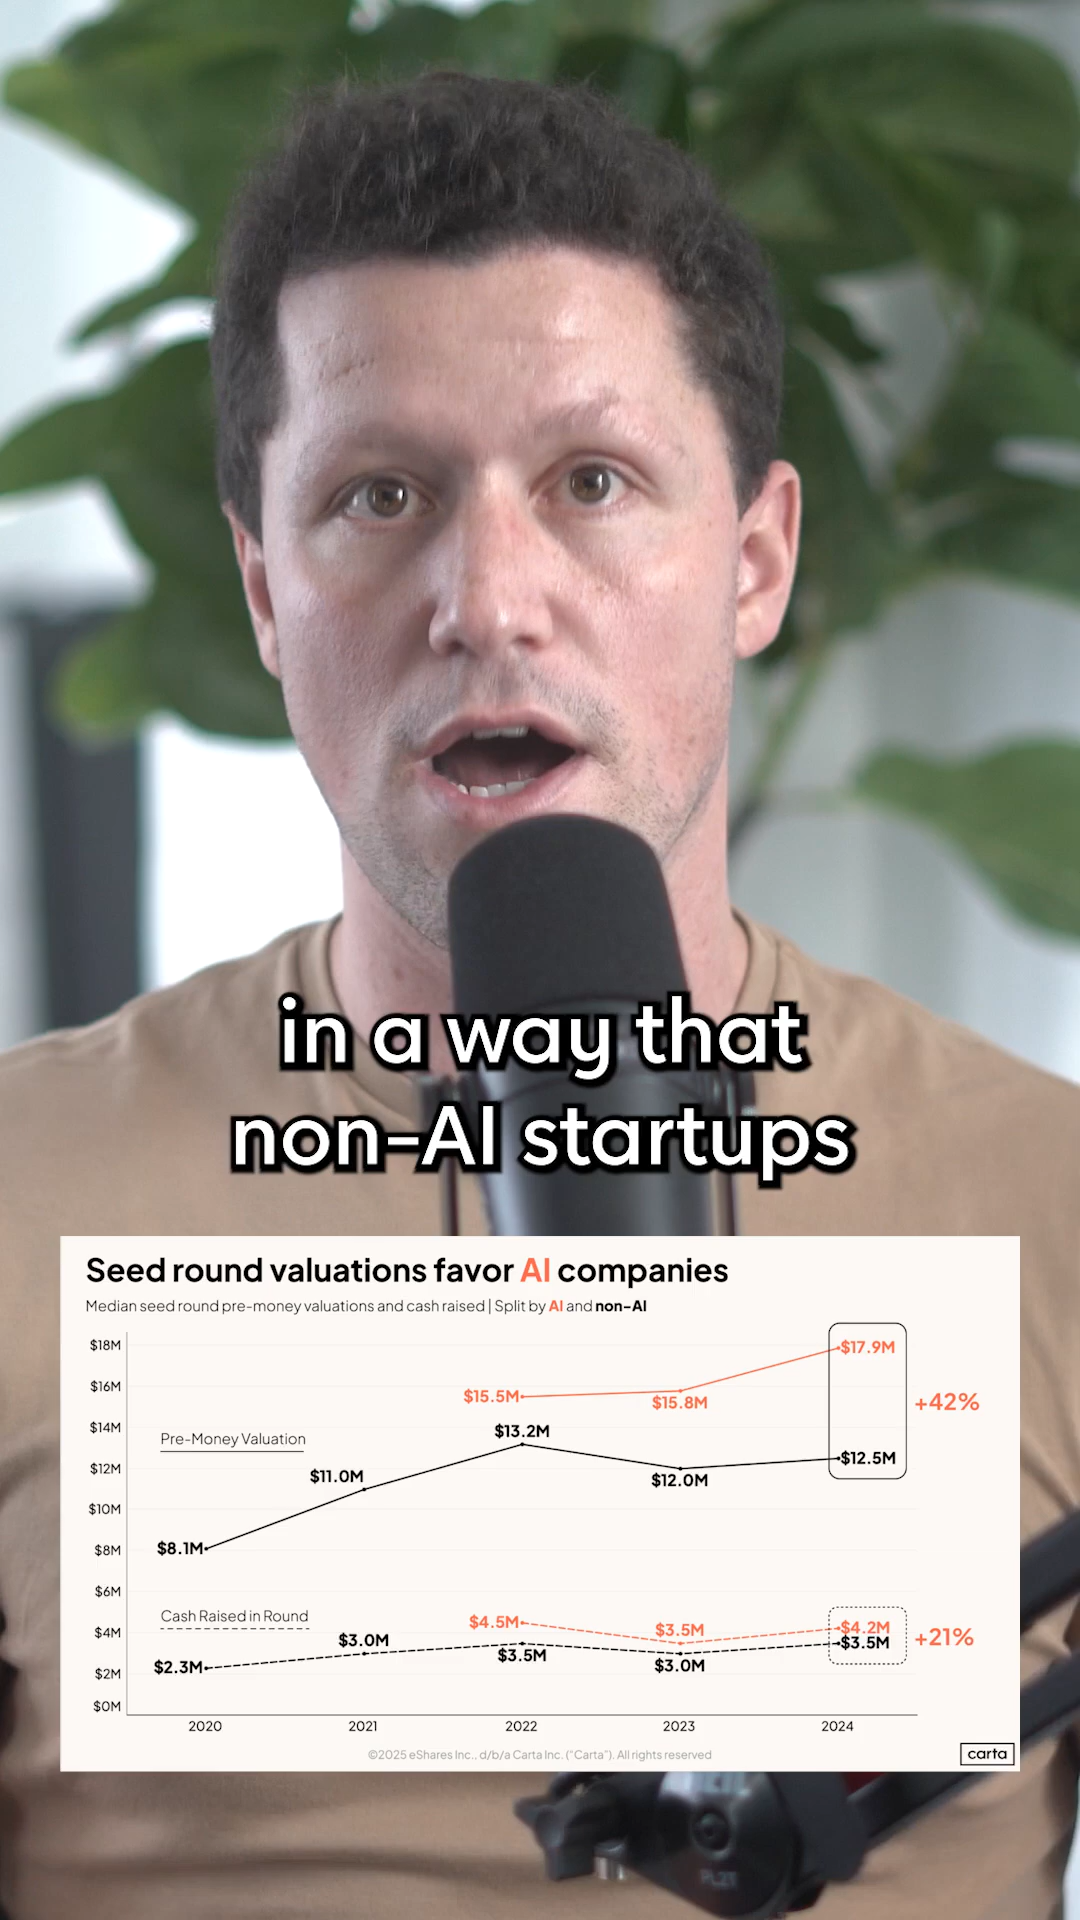 in a way that
non-AI startups
Seed round valuations favor AI companies
Median seed round pre-money valuations and cash raised | Split by AI and non-AI
$18M
$16M
$14M
$12M
$10M
$8M
$6M
$4M
$2M
$0M
Pre-Money Valuation
$15.5M
$15.8M
$17.9M
+42%
$8.1M
$11.0M
$13.2M
$12.0M
$12.5M
Cash Raised in Round
$4.5M
$3.5M
$4.2M
+21%
$2.3M
$3.0M
$3.5M
$3.0M
$3.5M
2020
2021
2022
2023
2024
©2025 eShares Inc., d/b/a Carta Inc. ("Carta"). All rights reserved
carta